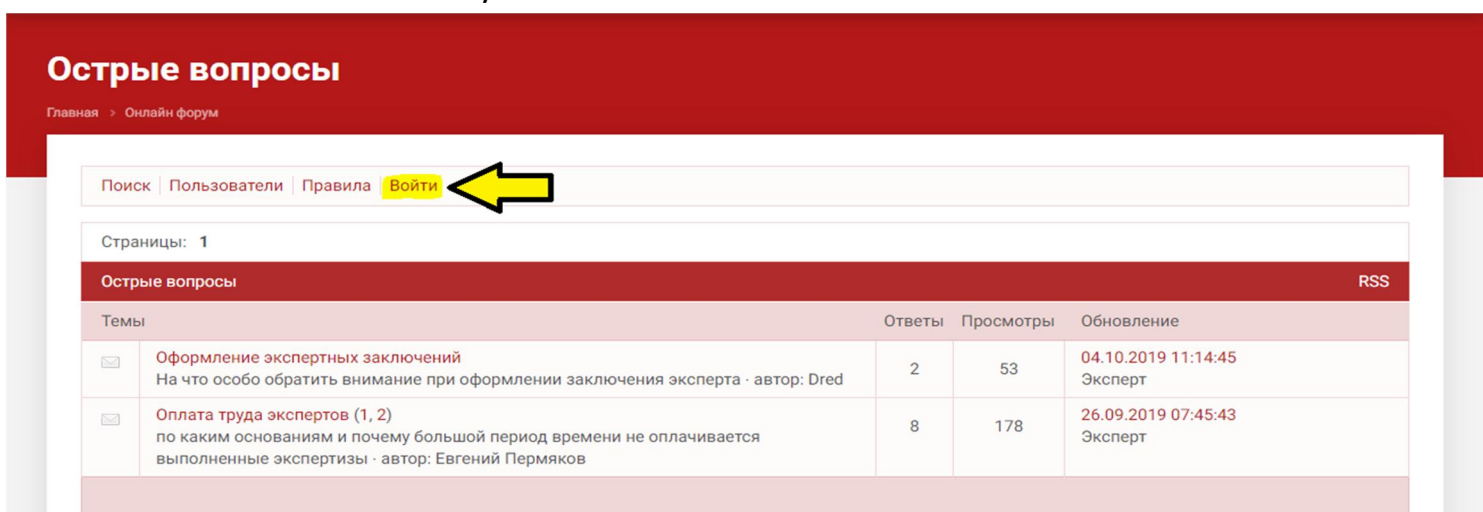 Острые вопросы
Главная > Онлайн форум
Поиск Пользователи Правила Войти
Страницы: 1
Острые вопросы RSS
Темы Ответы Просмотры Обновление
Оформление экспертных заключений 2 53 04.10.2019 11:14:45
На что особо обратить внимание при оформлении заключения эксперта · автор: Dred Эксперт
Оплата труда экспертов (1, 2) 8 178 26.09.2019 07:45:43
по каким основаниям и почему большой период времени не оплачивается Эксперт
выполненные экспертизы · автор: Евгений Пермяков